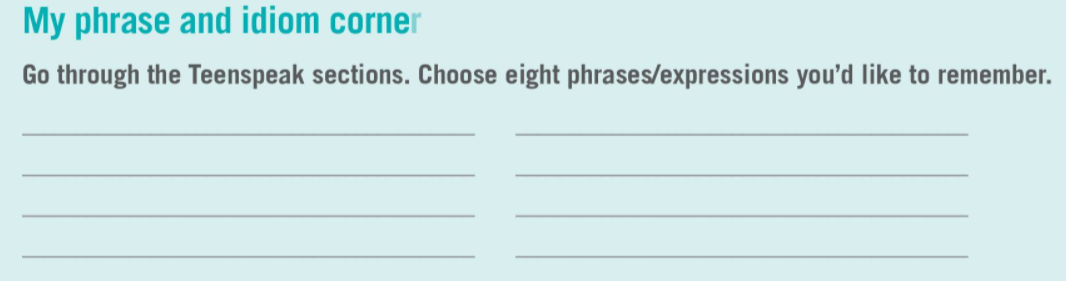 My phrase and idiom corner
Go through the Teenspeak sections. Choose eight phrases/expressions you'd like to remember.